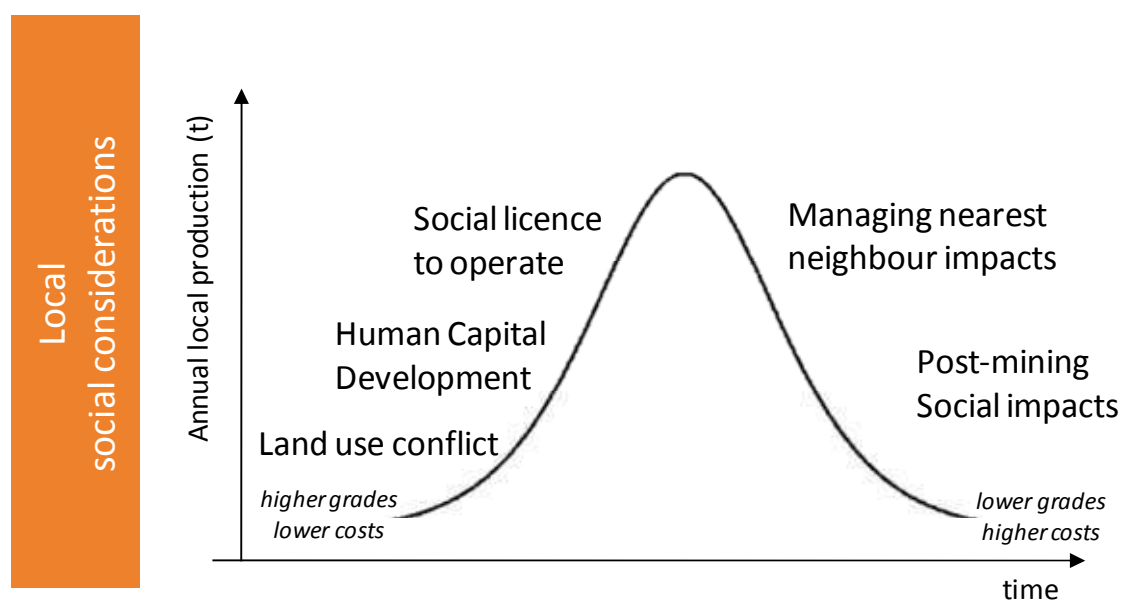 Local
social considerations
Annual local production (t)
Social licence
to operate
Managing nearest
neighbour impacts
Human Capital
Development
Post-mining
Social impacts
Land use conflict
higher grades
lower costs
lower grades
higher costs
time